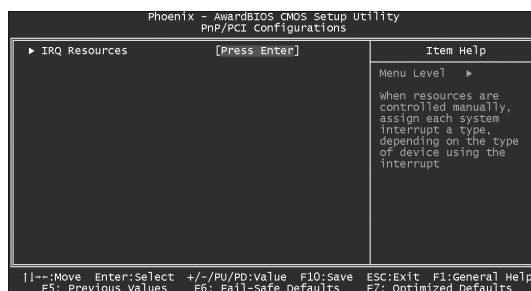 Phoenix - AwardBIOS CMOS Setup Utility
PnP/PCI Configurations
▶ IRQ Resources [Press Enter]
Item Help
Menu Level ▶
When resources are
controlled manually,
assign each system
interrupt a type,
depending on the type
of device using the
interrupt
↑↓→←:Move Enter:Select +/-/PU/PD:Value F10:Save ESC:Exit F1:General Help
F5: Previous Values F6: Fail-Safe Defaults F7: Optimized Defaults